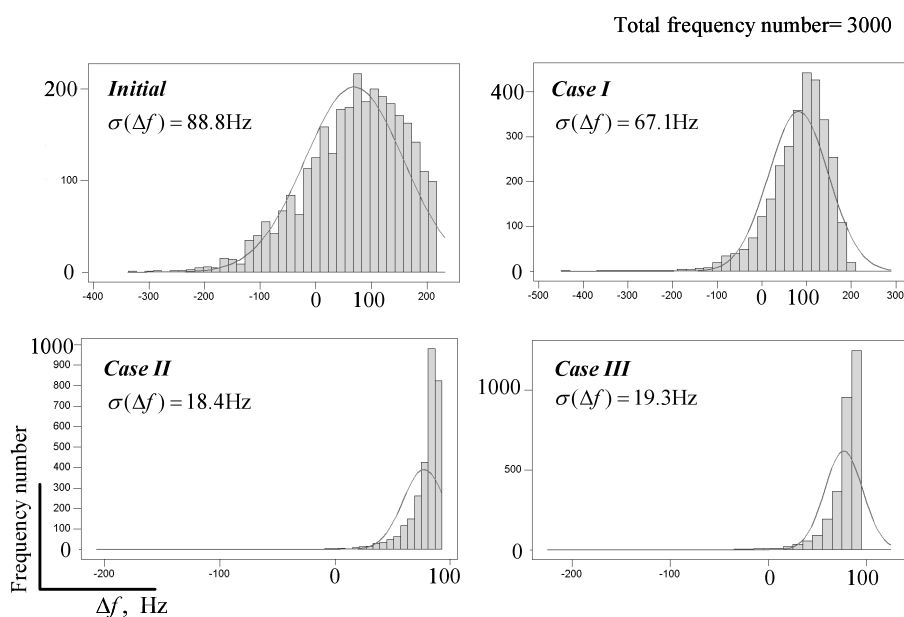 Total frequency number= 3000
Initial
σ(Δf) = 88.8Hz
200
100
0
-400 -300 -200 -100 0 100 200
Case I
σ(Δf) = 67.1Hz
400
300
200
100
0
-500 -400 -300 -200 -100 0 100 200 300
Case II
σ(Δf) = 18.4Hz
1000
900
800
700
600
500
400
300
200
100
0
-200 -100 0 100
Case III
σ(Δf) = 19.3Hz
1000
500
0
-200 -100 0 100
Frequency number
Δf, Hz